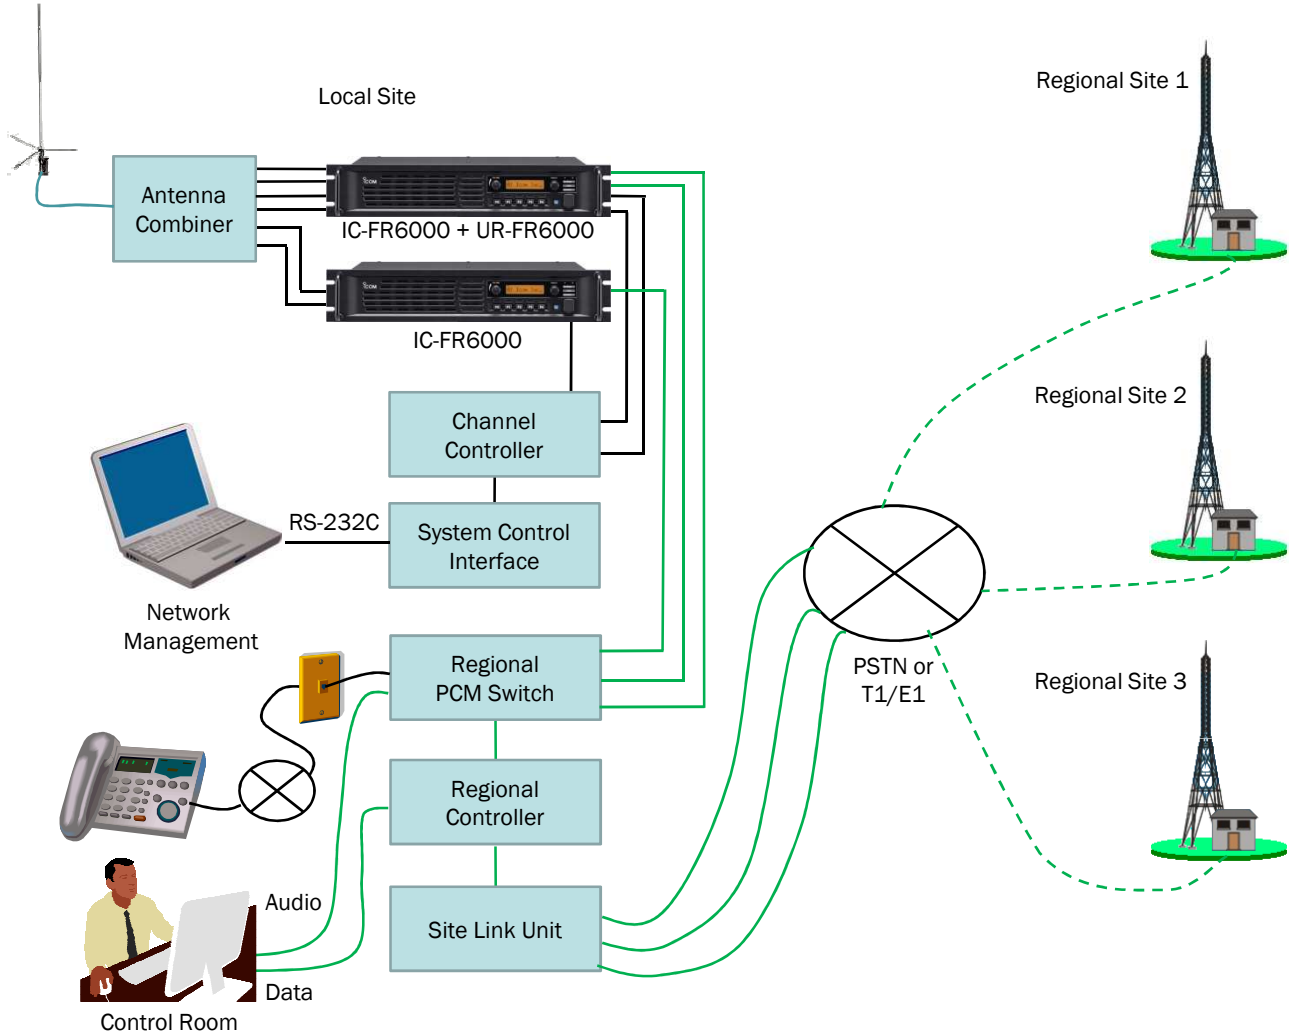 Local Site
Regional Site 1
Antenna
Combiner
ICOM
IC-FR6000 + UR-FR6000
ICOM
IC-FR6000
Regional Site 2
Channel
Controller
RS-232C
System Control
Interface
Network
Management
Regional
PCM Switch
PSTN or
T1/E1
Regional Site 3
Regional
Controller
Audio
Site Link Unit
Data
Control Room